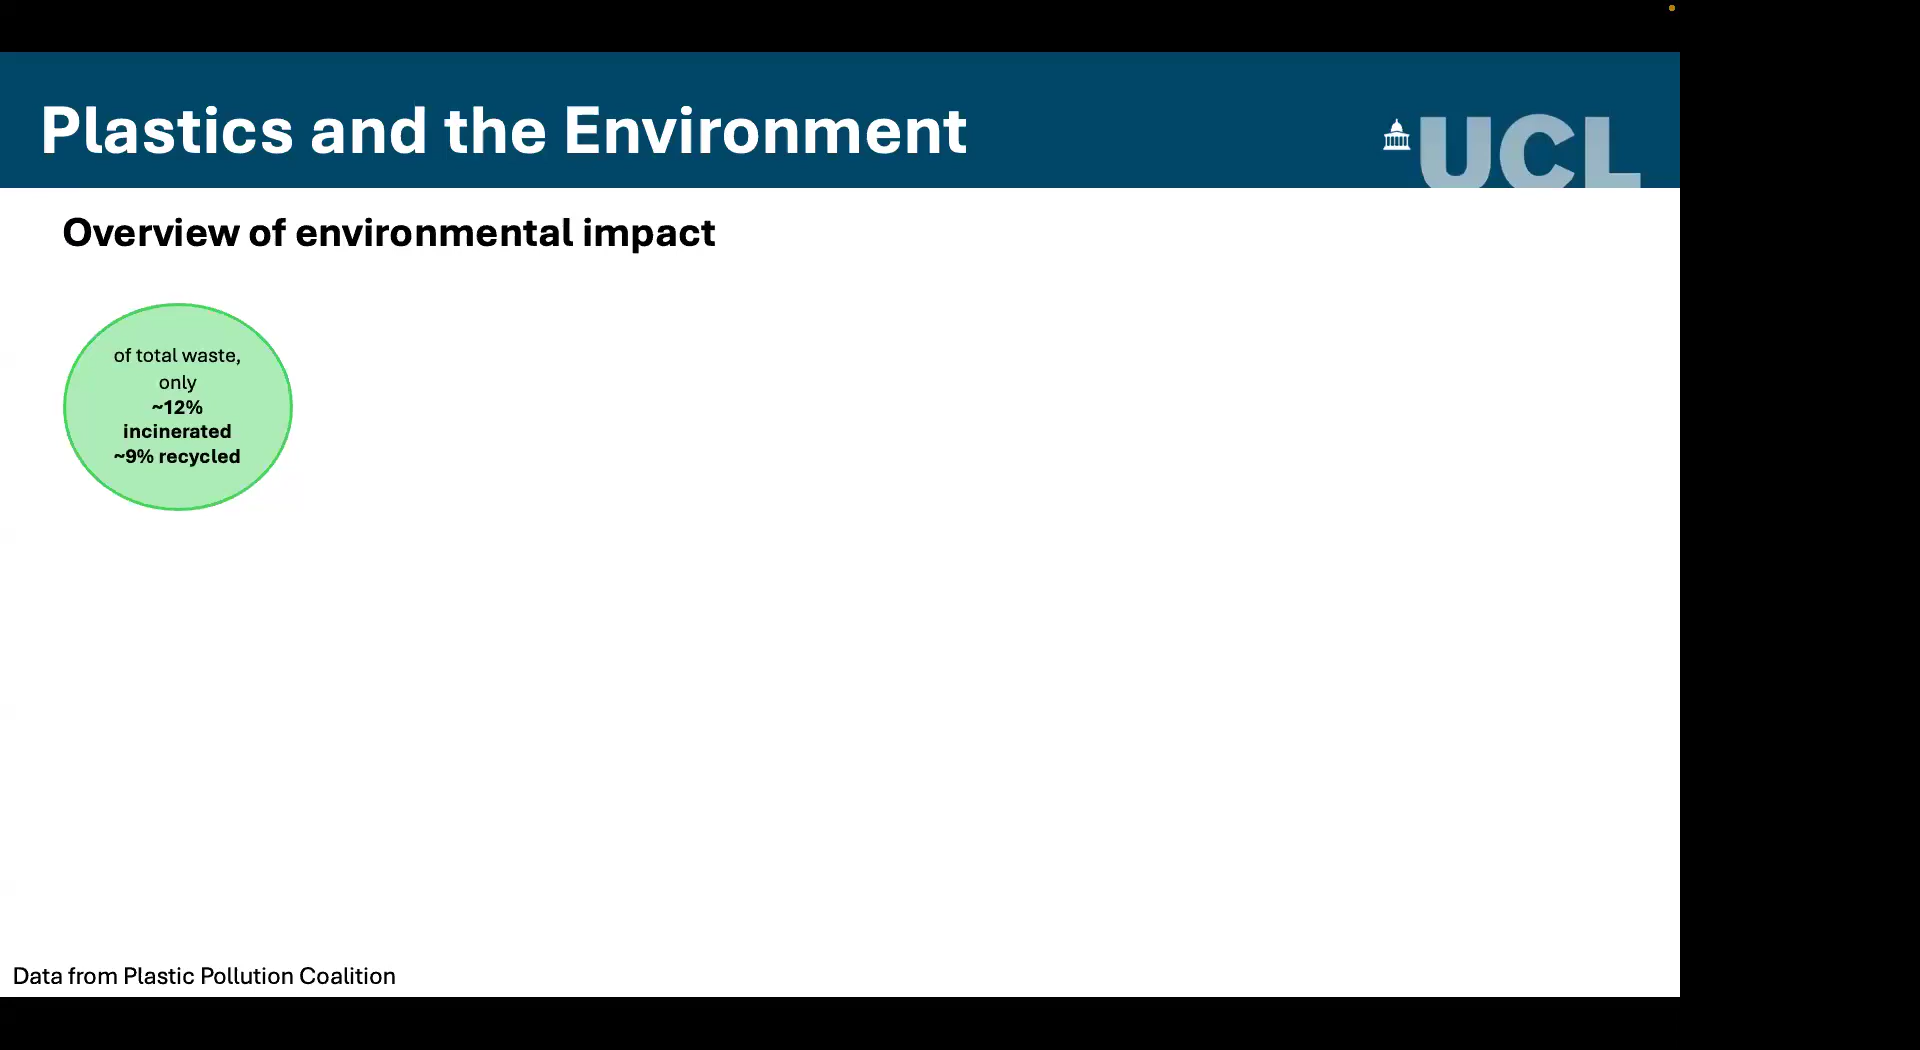 Plastics and the Environment
UCL
Overview of environmental impact
of total waste,
only
~12%
incinerated
~9% recycled
Data from Plastic Pollution Coalition